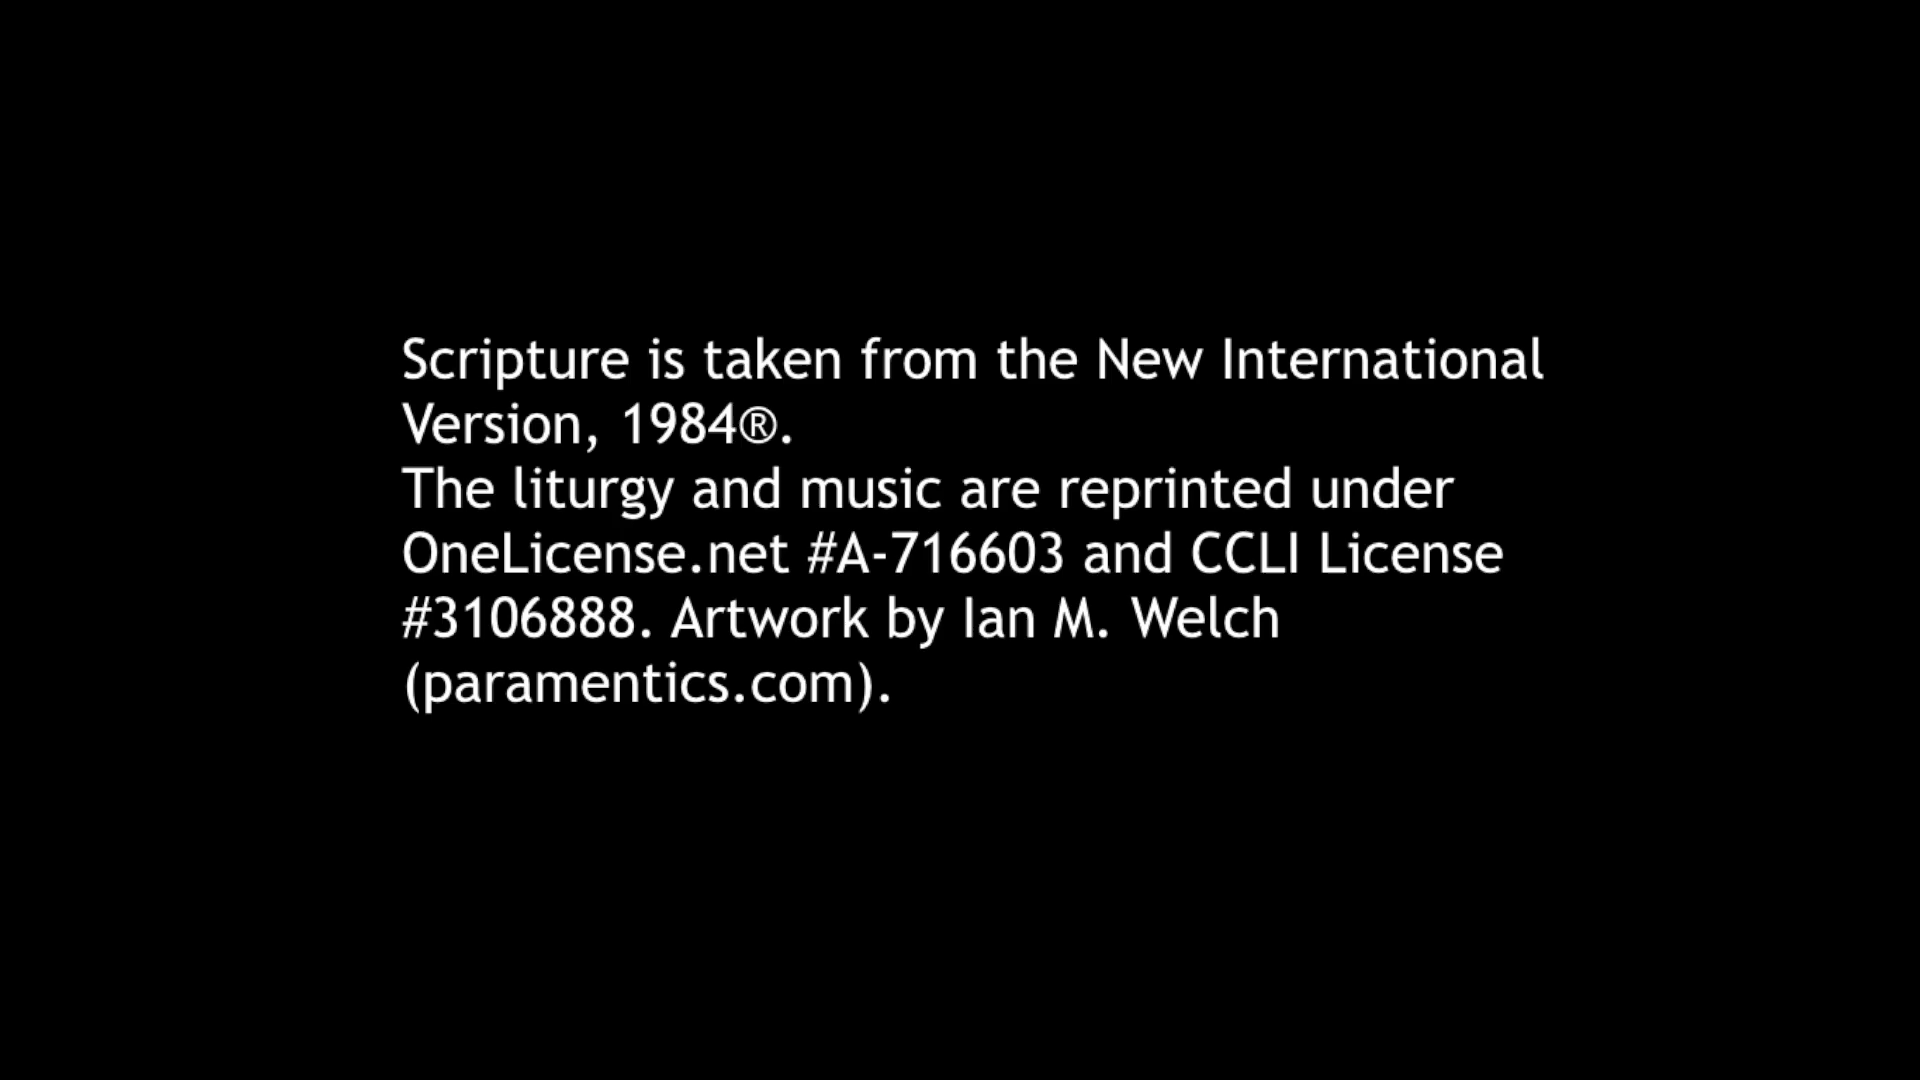 Scripture is taken from the New International
Version, 1984®.
The liturgy and music are reprinted under
OneLicense.net #A-716603 and CCLI License
#3106888. Artwork by Ian M. Welch
(paramentics.com).